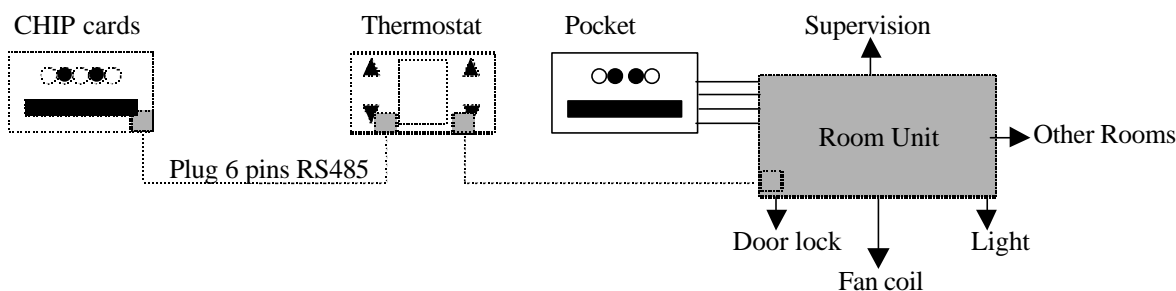 CHIP cards
Thermostat
Pocket
Supervision
Room Unit
Other Rooms
Plug 6 pins RS485
Door lock
Light
Fan coil